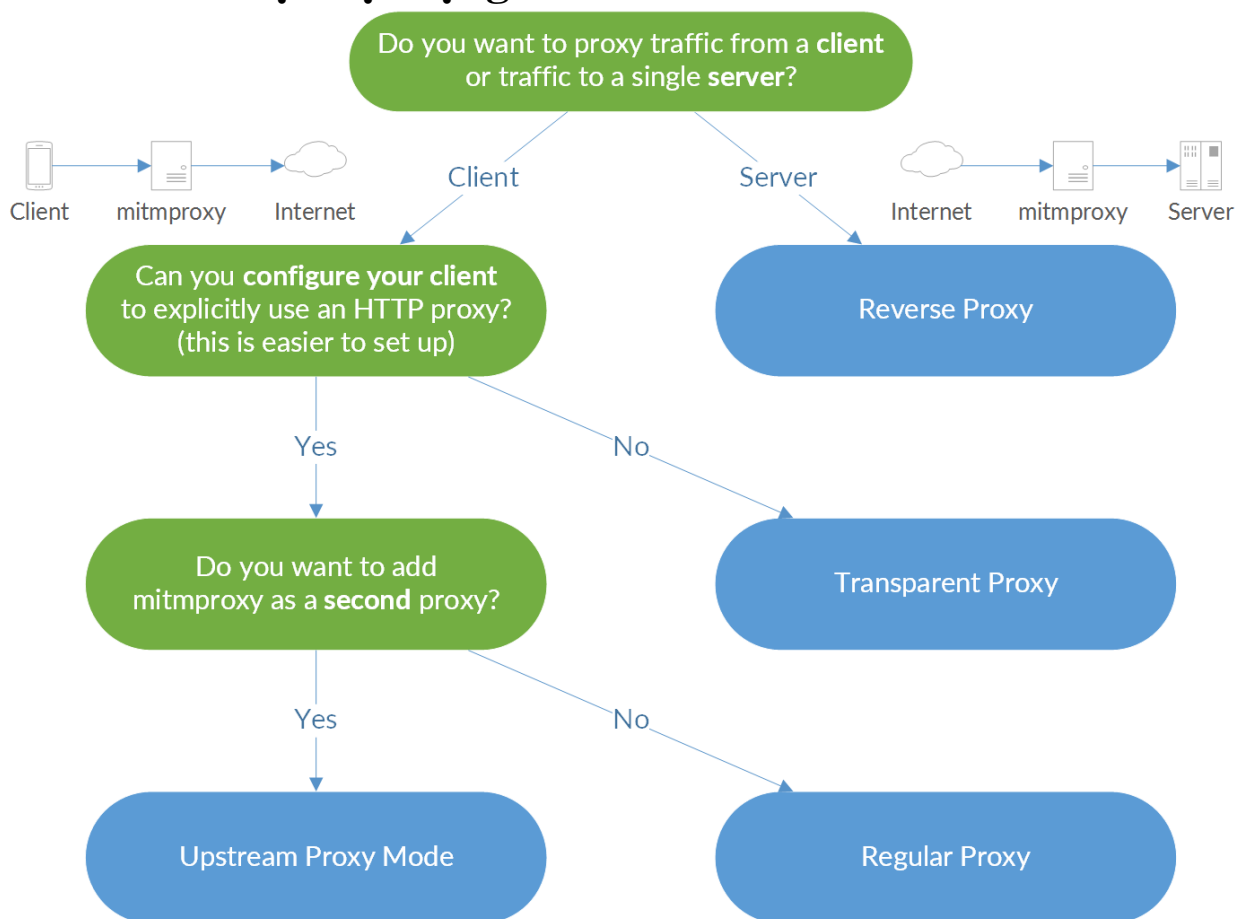 Do you want to proxy traffic from a client
or traffic to a single server?
Client
Server
Client
mitmproxy
Internet
Internet
mitmproxy
Server
Can you configure your client
to explicitly use an HTTP proxy?
(this is easier to set up)
Reverse Proxy
Yes
No
Do you want to add
mitmproxy as a second proxy?
Transparent Proxy
Yes
No
Upstream Proxy Mode
Regular Proxy